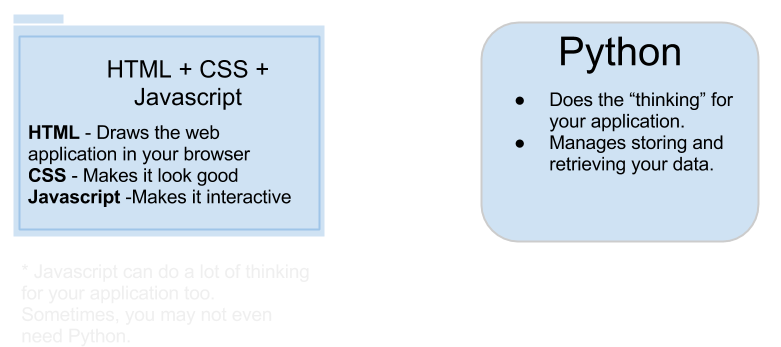 HTML + CSS +
Javascript
HTML - Draws the web
application in your browser
CSS - Makes it look good
Javascript -Makes it interactive
* Javascript can do a lot of thinking
for your application too.
Sometimes, you may not even
need Python.
Python
● Does the “thinking” for
your application.
● Manages storing and
retrieving your data.